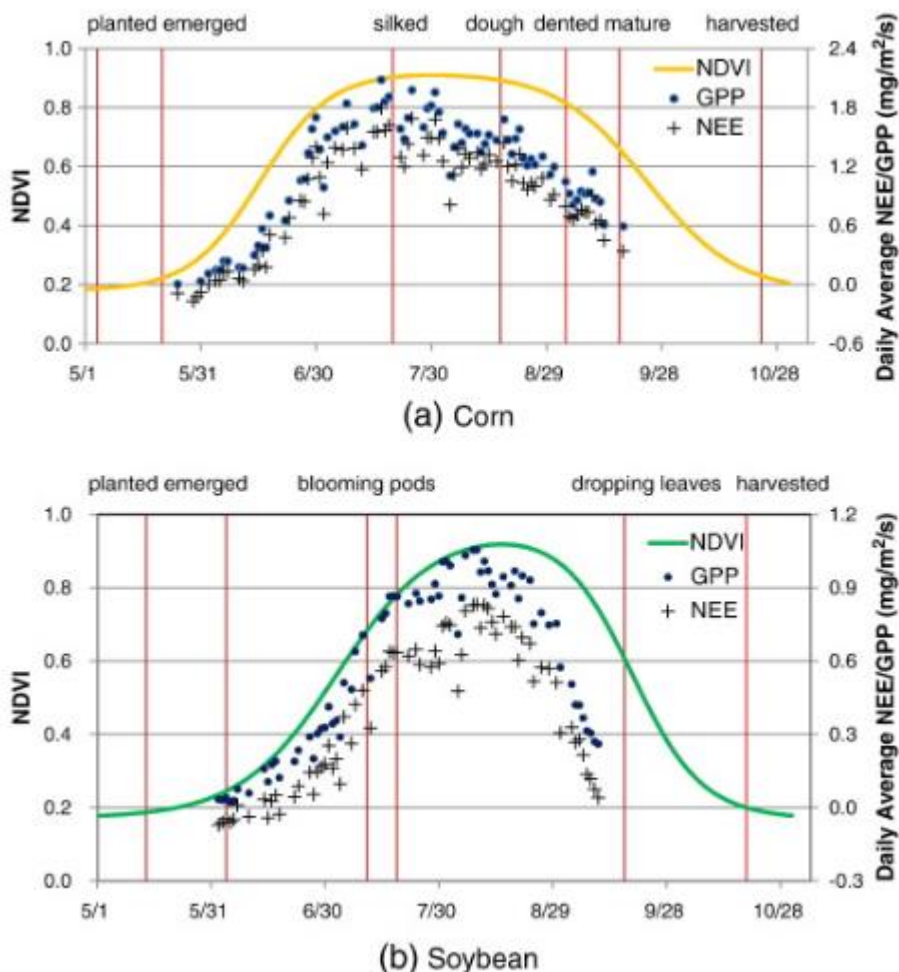 planted emerged silked dough dented mature harvested
1.0 2.4
NDVI
0.8 GPP 1.8
NEE
0.6 1.2
0.4 0.6
0.2 0.0
0.0 -0.6
NDVI
Daily Average NEE/GPP (mg/m²/s)
5/1 5/31 6/30 7/30 8/29 9/28 10/28
(a) Corn
planted emerged blooming pods dropping leaves harvested
1.0 1.2
NDVI
GPP
0.8 0.9
NEE
0.6 0.6
0.4 0.3
0.2 0.0
0.0 -0.3
NDVI
Daily Average NEE/GPP (mg/m²/s)
5/1 5/31 6/30 7/30 8/29 9/28 10/28
(b) Soybean